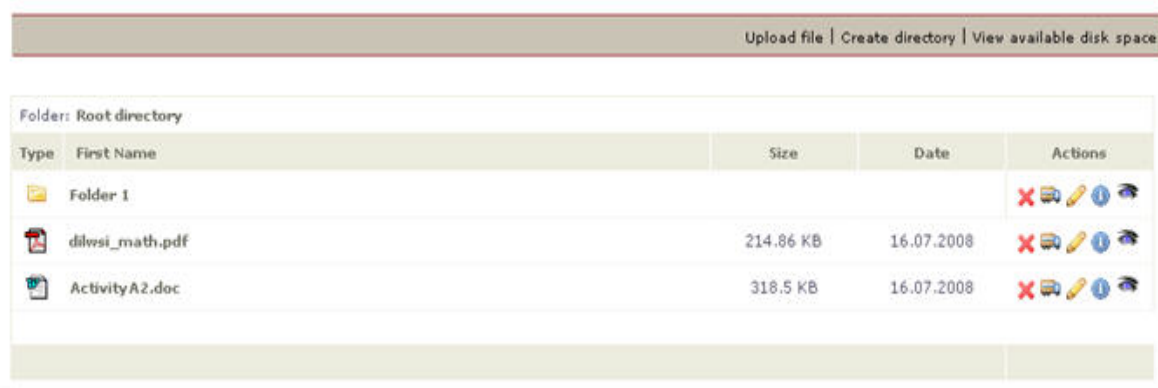 Upload file | Create directory | View available disk space
Folder: Root directory
Type First Name Size Date Actions
Folder 1
dilwsi_math.pdf 214.86 KB 16.07.2008
ActivityA2.doc 318.5 KB 16.07.2008